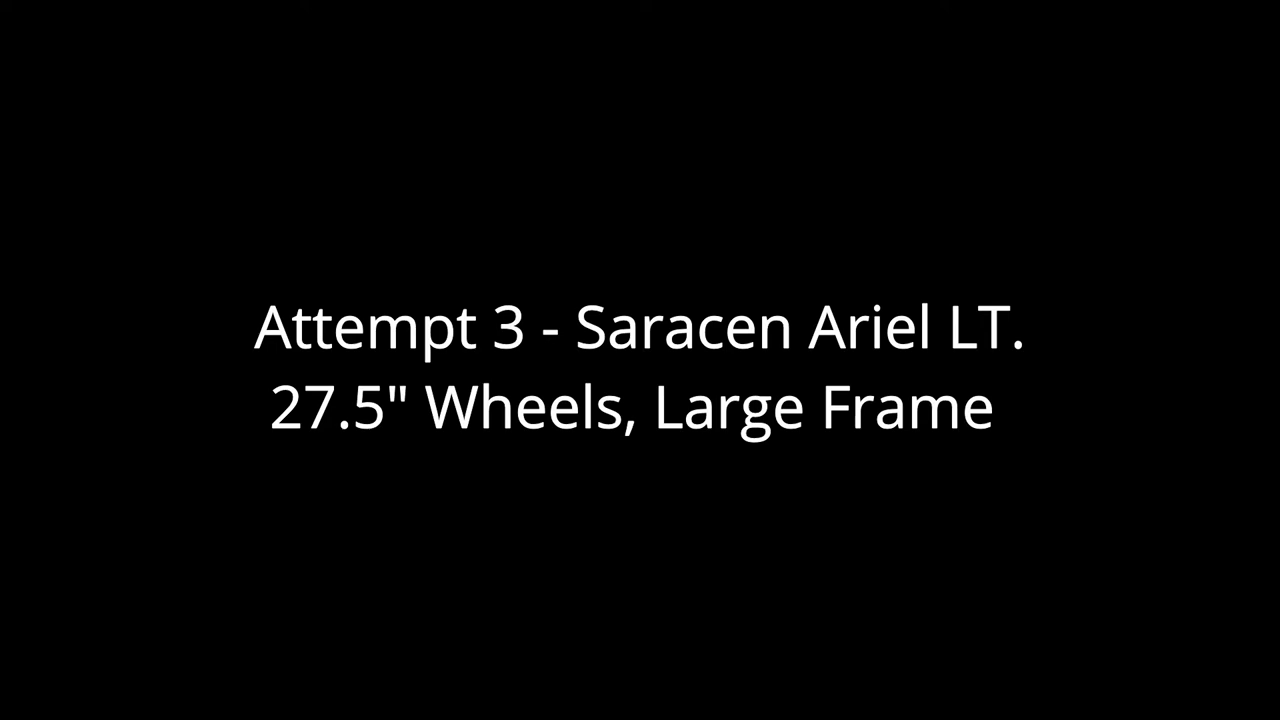 Attempt 3 - Saracen Ariel LT.
27.5" Wheels, Large Frame